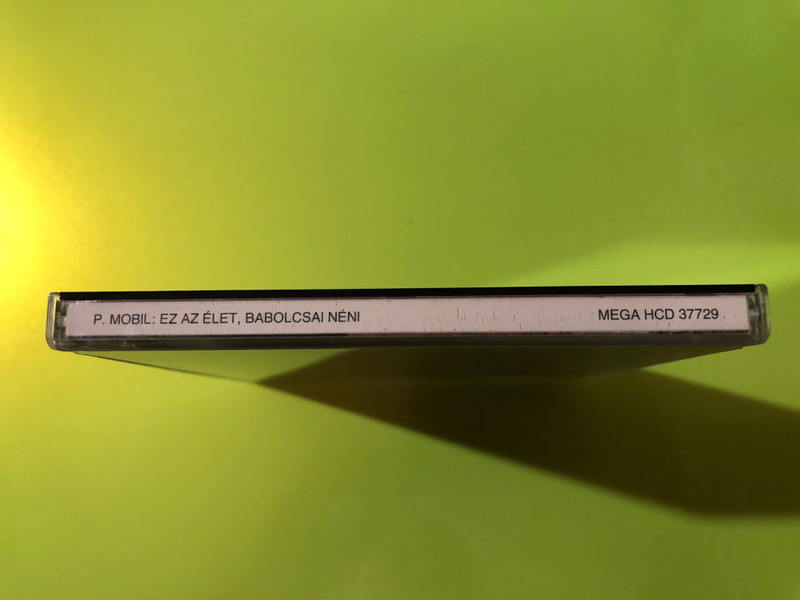 P. MOBIL: EZ AZ ÉLET, BABOLCSAI NÉNI MEGA HCD 37729